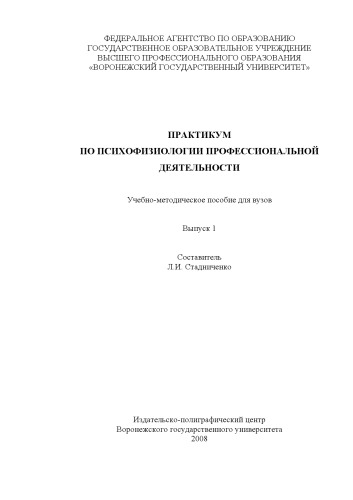 ФЕДЕРАЛЬНОЕ АГЕНТСТВО ПО ОБРАЗОВАНИЮ
ГОСУДАРСТВЕННОЕ ОБРАЗОВАТЕЛЬНОЕ УЧРЕЖДЕНИЕ
ВЫСШЕГО ПРОФЕССИОНАЛЬНОГО ОБРАЗОВАНИЯ
«ВОРОНЕЖСКИЙ ГОСУДАРСТВЕННЫЙ УНИВЕРСИТЕТ»
ПРАКТИКУМ
ПО ПСИХОФИЗИОЛОГИИ ПРОФЕССИОНАЛЬНОЙ
ДЕЯТЕЛЬНОСТИ
Учебно-методическое пособие для вузов
Выпуск 1
Составитель
Л.И. Стадниченко
Издательско-полиграфический центр
Воронежского государственного университета
2008